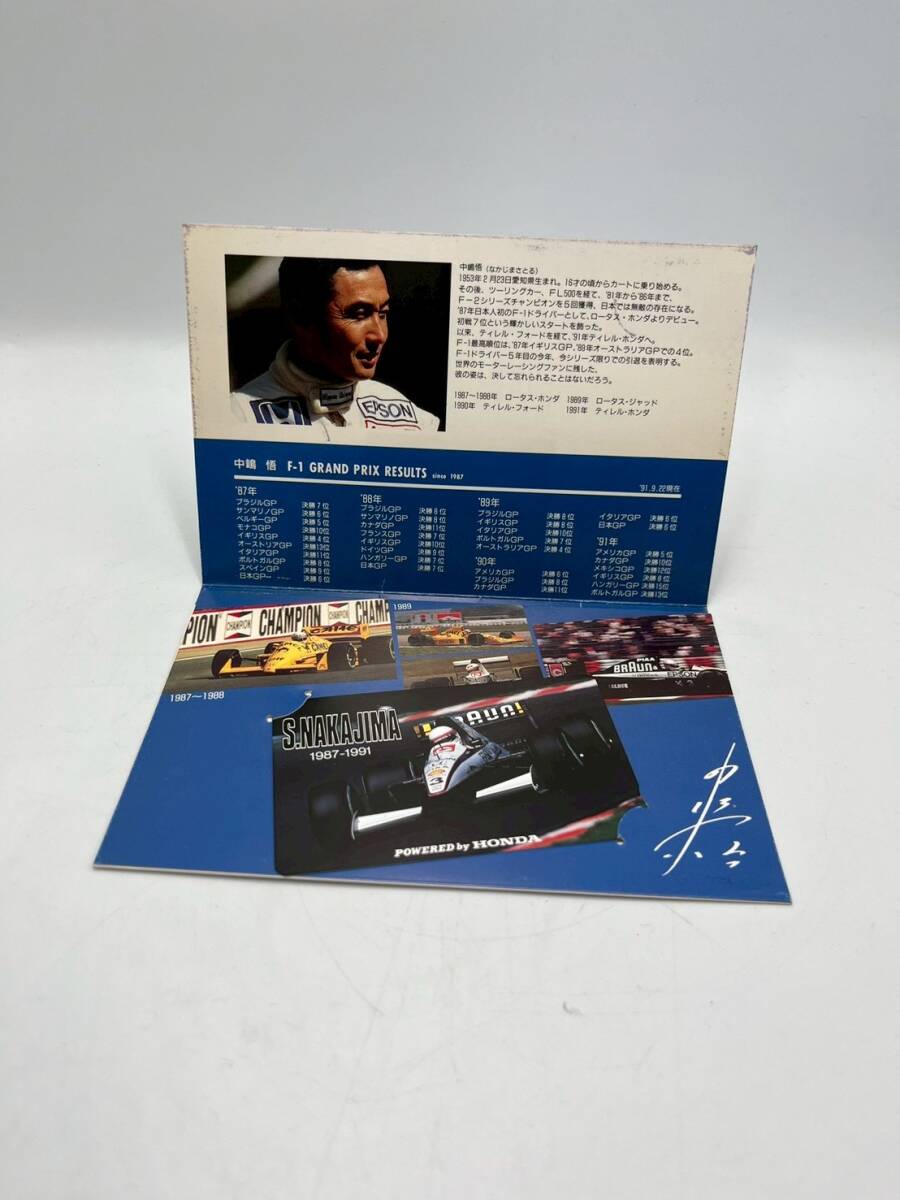 中嶋悟(なかじまさとる)
1953年2月23日愛知県生まれ。16才の頃からカートに乗り始める。
その後、ツーリングカー、FL500を経て、'81年から'86年まで、
F-2シリーズチャンピオンを5回獲得、日本では無敵の存在になる。
'87年日本人初のF-1ドライバーとして、ロータス・ホンダよりデビュー。
初戦7位という輝かしいスタートを飾った。
以来、ティレル・フォードを経て、'91年ティレル・ホンダへ。
F-1最高順位は、'87年イギリスGP、'89年オーストラリアGPでの4位。
F-1ドライバー5年目の今年、今シリーズ限りでの引退を表明する。
世界のモーターレーシングファンに残した、
彼の姿は、決して忘れられることはないだろう。
1987〜1988年 ロータス・ホンダ 1989年 ロータス・ジャッド
1990年 ティレル・フォード 1991年 ティレル・ホンダ
EPSON
中嶋 悟 F-1 GRAND PRIX RESULTS since 1987
'91.9.22現在
'87年
ブラジルGP 決勝7位
サンマリノGP 決勝6位
ベルギーGP 決勝5位
モナコGP 決勝10位
イギリスGP 決勝4位
オーストリアGP 決勝13位
イタリアGP 決勝11位
ポルトガルGP 決勝8位
スペインGP 決勝9位
日本GP 決勝6位
'88年
ブラジルGP 決勝6位
サンマリノGP 決勝8位
カナダGP 決勝11位
フランスGP 決勝7位
イギリスGP 決勝10位
ドイツGP 決勝9位
ハンガリーGP 決勝7位
日本GP 決勝7位
'89年
ブラジルGP 決勝8位
イギリスGP 決勝8位
イタリアGP 決勝10位
ポルトガルGP 決勝7位
オーストラリアGP 決勝4位
'90年
アメリカGP 決勝6位
ブラジルGP 決勝8位
カナダGP 決勝11位
イタリアGP 決勝6位
日本GP 決勝6位
'91年
アメリカGP 決勝5位
カナダGP 決勝10位
メキシコGP 決勝12位
イギリスGP 決勝8位
ハンガリーGP 決勝15位
ポルトガルGP 決勝13位
PION CHAMPION CHAMP
CHAMPION
1989
PIAA
BRAUN
EPSON
1987〜1988
S.NAKAJIMA
1987-1991
RAUN
3
POWERED by HONDA
中嶋悟